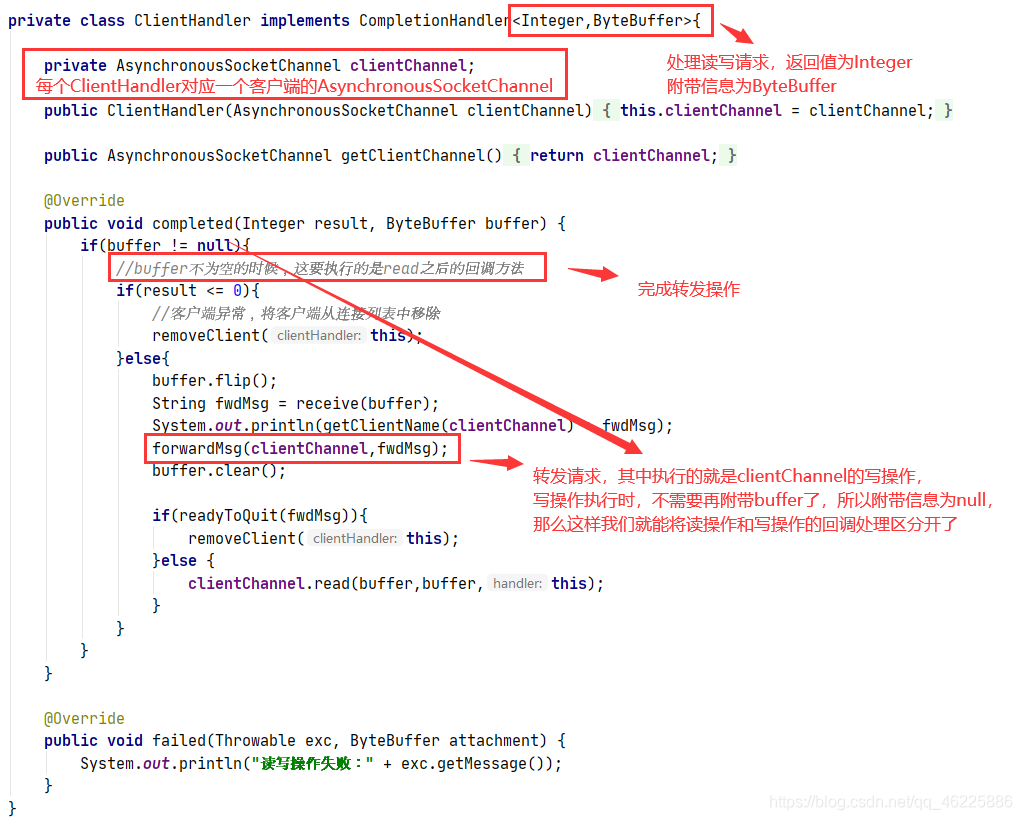 private class ClientHandler implements CompletionHandler<Integer,ByteBuffer>{
处理读写请求，返回值为Integer
附带信息为ByteBuffer
private AsynchronousSocketChannel clientChannel;
每个ClientHandler对应一个客户端的AsynchronousSocketChannel
public ClientHandler(AsynchronousSocketChannel clientChannel) { this.clientChannel = clientChannel; }
public AsynchronousSocketChannel getClientChannel() { return clientChannel; }
@Override
public void completed(Integer result, ByteBuffer buffer) {
if(buffer != null){
//buffer不为空的时候，这要执行的是read之后的回调方法
完成转发操作
if(result <= 0){
//客户端异常，将客户端从连接列表中移除
removeClient( clientHandler: this);
}else{
buffer.flip();
String fwdMsg = receive(buffer);
System.out.println(getClientName(clientChannel) fwdMsg);
forwardMsg(clientChannel,fwdMsg);
buffer.clear();
转发请求，其中执行的就是clientChannel的写操作，
写操作执行时，不需要再附带buffer了，所以附带信息为null，
那么这样我们就能将读操作和写操作的回调处理区分开了
if(readyToQuit(fwdMsg)){
removeClient( clientHandler: this);
}else {
clientChannel.read(buffer,buffer, handler: this);
}
}
}
}
@Override
public void failed(Throwable exc, ByteBuffer attachment) {
System.out.println("读写操作失败：" + exc.getMessage());
}
}
https://blog.csdn.net/qq_46225886